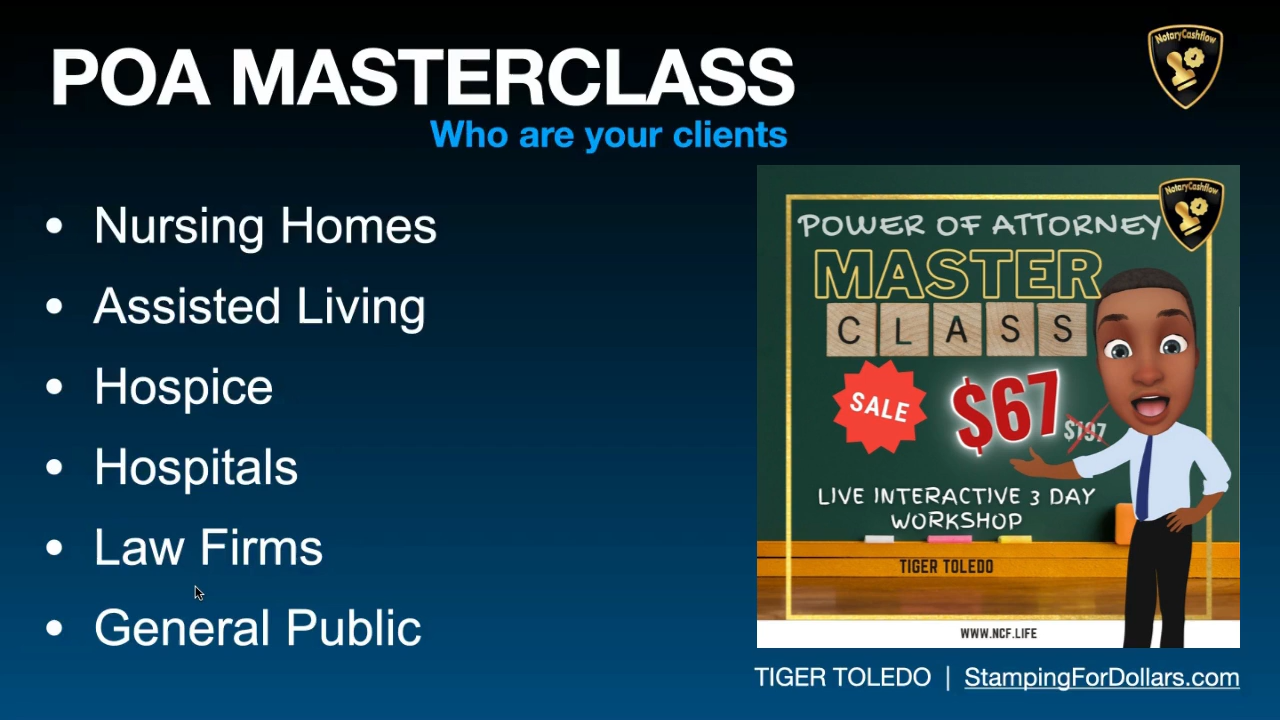 POA MASTERCLASS
NotaryCashflow
Who are your clients
• Nursing Homes
• Assisted Living
• Hospice
• Hospitals
• Law Firms
• General Public
NotaryCashflow
POWER OF ATTORNEY
MASTER
CLASS
SALE
$67
$197
LIVE INTERACTIVE 3 DAY
WORKSHOP
TIGER TOLEDO
WWW.NCF.LIFE
TIGER TOLEDO | StampingForDollars.com